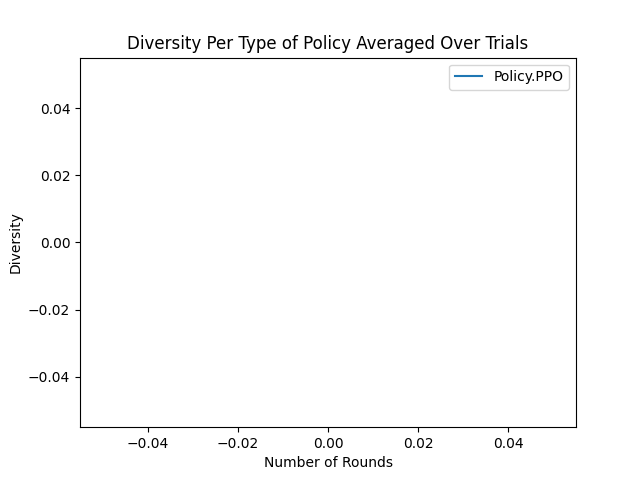 Diversity Per Type of Policy Averaged Over Trials
Policy.PPO
0.04
0.02
0.00
−0.02
−0.04
Diversity
−0.04
−0.02
0.00
0.02
0.04
Number of Rounds